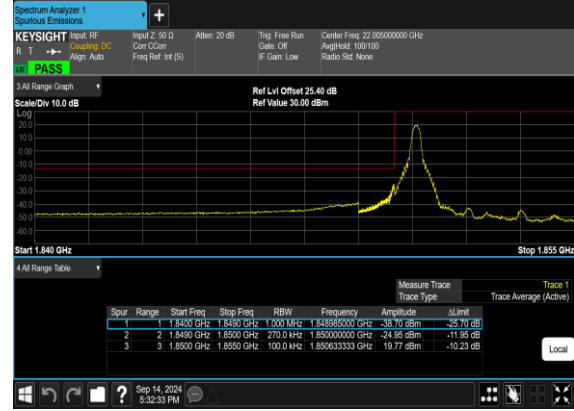 Spectrum Analyzer 1
Spurious Emissions
+
KEYSIGHT Input: RF Input Z: 50 Ω Atten: 20 dB Trig: Free Run Center Freq: 22.005000000 GHz
R T Coupling: DC Corr CCorr Gate: Off Avg|Hold: 100/100
Align: Auto Freq Ref: Int (S) IF Gain: Low Radio Std: None
PASS
3 All Range Graph Ref Lvl Offset 25.40 dB
Scale/Div 10.0 dB Ref Value 30.00 dBm
Log
20.0
10.0
0.00
-10.0
-20.0
-30.0
-40.0
-50.0
-60.0
Start 1.840 GHz Stop 1.855 GHz
4 All Range Table
Measure Trace Trace 1
Trace Type Trace Average (Active)
Spur Range Start Freq Stop Freq RBW Frequency Amplitude ΔLimit
1 1 1.8400 GHz 1.8490 GHz 1.000 MHz 1.848985000 GHz -38.70 dBm -25.70 dB
2 2 1.8490 GHz 1.8500 GHz 270.0 kHz 1.850000000 GHz -24.95 dBm -11.95 dB
3 3 1.8500 GHz 1.8550 GHz 100.0 kHz 1.850633333 GHz 19.77 dBm -10.23 dB
Local
? Sep 14, 2024
5:32:33 PM